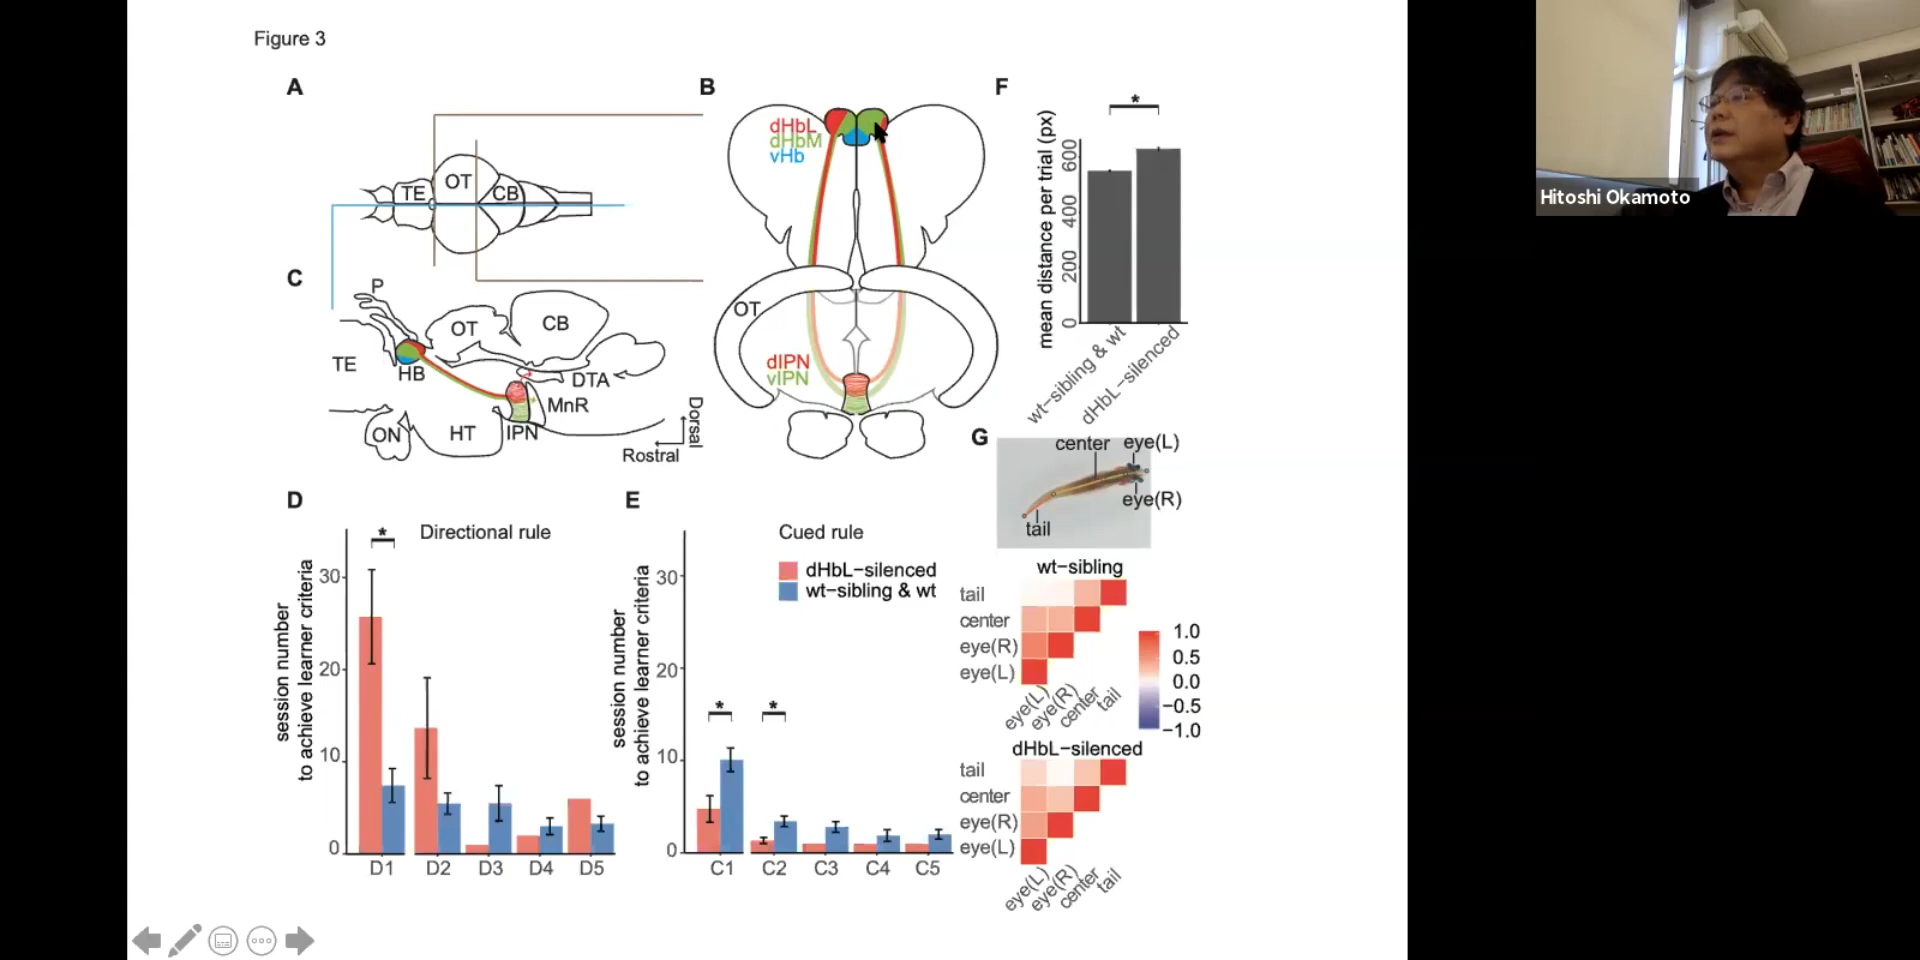 Figure 3
A
TE
OT
CB
B
dHbL
dHbM
vHb
OT
dIPN
vIPN
C
P
OT
CB
TE
HB
DTA
MnR
ON
HT
IPN
Dorsal
Rostral
D
Directional rule
*
session number
to achieve learner criteria
30
20
10
0
D1
D2
D3
D4
D5
E
Cued rule
dHbL-silenced
wt-sibling & wt
*
*
session number
to achieve learner criteria
30
20
10
0
C1
C2
C3
C4
C5
F
*
mean distance per trial (px)
600
400
200
0
wt-sibling & wt
dHbL-silenced
G
center
eye(L)
eye(R)
tail
wt-sibling
tail
center
eye(R)
eye(L)
eye(L)
eye(R)
center
tail
1.0
0.5
0.0
-0.5
-1.0
dHbL-silenced
tail
center
eye(R)
eye(L)
eye(L)
eye(R)
center
tail
Hitoshi Okamoto